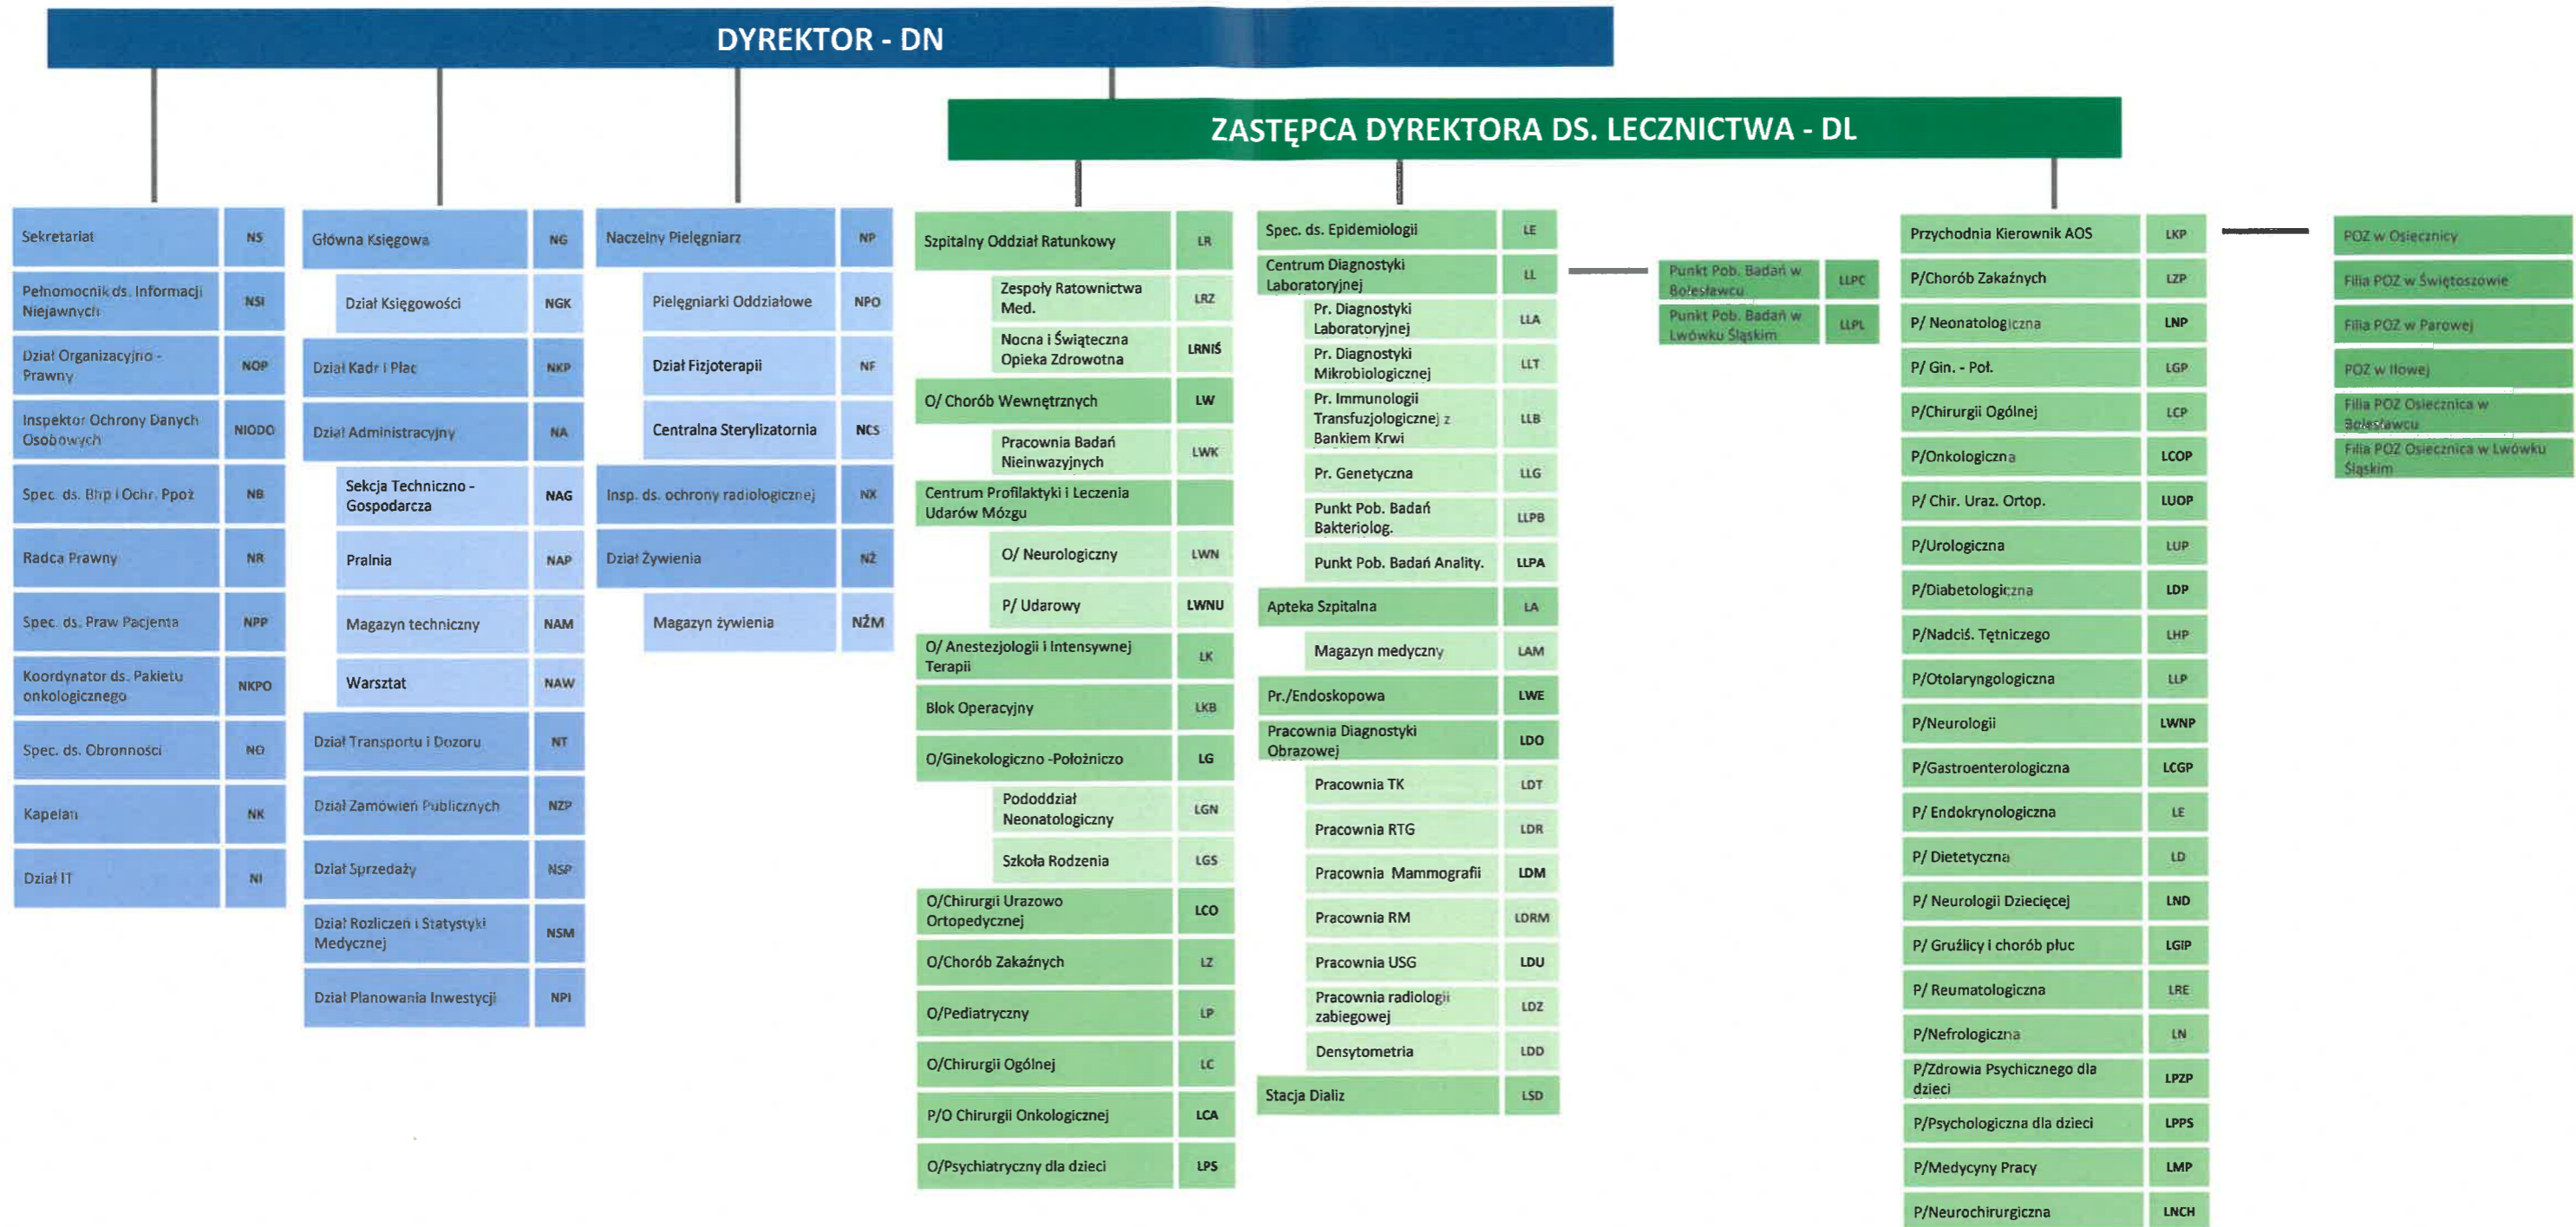 DYREKTOR - DN
ZASTĘPCA DYREKTORA DS. LECZNICTWA - DL
Sekretariat NS
Pełnomocnik ds. Informacji
Niejawnych NSI
Dział Organizacyjno -
Prawny NOP
Inspektor Ochrony Danych
Osobowych NIODO
Spec. ds. Bhp i Ochr. Ppoż NB
Radca Prawny NR
Spec. ds. Praw Pacjenta NPP
Koordynator ds. Pakietu
onkologicznego NKPO
Spec. ds. Obronności NO
Kapelan NK
Dział IT NI
Główna Księgowa NG
Dział Księgowości NGK
Dział Kadr i Płac NKP
Dział Administracyjny NA
Sekcja Techniczno -
Gospodarcza NAG
Pralnia NAP
Magazyn techniczny NAM
Warsztat NAW
Dział Transportu i Dozoru NT
Dział Zamówień Publicznych NZP
Dział Sprzedaży NSP
Dział Rozliczeń i Statystyki
Medycznej NSM
Dział Planowania Inwestycji NPI
Naczelny Pielęgniarz NP
Pielęgniarki Oddziałowe NPO
Dział Fizjoterapii NF
Centralna Sterylizatornia NCS
Insp. ds. ochrony radiologicznej NX
Dział Żywienia NŻ
Magazyn żywienia NŻM
Szpitalny Oddział Ratunkowy LR
Zespoły Ratownictwa
Med. LRZ
Nocna i Świąteczna
Opieka Zdrowotna LRNIŚ
O/ Chorób Wewnętrznych LW
Pracownia Badań
Nieinwazyjnych LWK
Centrum Profilaktyki i Leczenia
Udarów Mózgu
O/ Neurologiczny LWN
P/ Udarowy LWNU
O/ Anestezjologii i Intensywnej
Terapii LK
Blok Operacyjny LKB
O/Ginekologiczno -Położniczo LG
Pododdział
Neonatologiczny LGN
Szkoła Rodzenia LGS
O/Chirurgii Urazowo
Ortopedycznej LCO
O/Chorób Zakaźnych LZ
O/Pediatryczny LP
O/Chirurgii Ogólnej LC
P/O Chirurgii Onkologicznej LCA
O/Psychiatryczny dla dzieci LPS
Spec. ds. Epidemiologii LE
Centrum Diagnostyki
Laboratoryjnej LL
Pr. Diagnostyki
Laboratoryjnej LLA
Pr. Diagnostyki
Mikrobiologicznej LLT
Pr. Immunologii
Transfuzjologicznej z
Bankiem Krwi LLB
Pr. Genetyczna LLG
Punkt Pob. Badań
Bakteriolog. LLPB
Punkt Pob. Badań Anality. LLPA
Apteka Szpitalna LA
Magazyn medyczny LAM
Pr./Endoskopowa LWE
Pracownia Diagnostyki
Obrazowej LDO
Pracownia TK LDT
Pracownia RTG LDR
Pracownia Mammografii LDM
Pracownia RM LDRM
Pracownia USG LDU
Pracownia radiologii
zabiegowej LDZ
Densytometria LDD
Stacja Dializ LSD
Punkt Pob. Badań w
Bolesławcu LLPC
Punkt Pob. Badań w
Lwówku Śląskim LLPL
Przychodnia Kierownik AOS LKP
P/Chorób Zakaźnych LZP
P/ Neonatologiczna LNP
P/ Gin. - Poł. LGP
P/Chirurgii Ogólnej LCP
P/Onkologiczna LCOP
P/ Chir. Uraz. Ortop. LUOP
P/Urologiczna LUP
P/Diabetologiczna LDP
P/Nadciś. Tętniczego LHP
P/Otolaryngologiczna LLP
P/Neurologii LWNP
P/Gastroenterologiczna LCGP
P/ Endokrynologiczna LE
P/ Dietetyczna LD
P/ Neurologii Dziecięcej LND
P/ Gruźlicy i chorób płuc LGIP
P/ Reumatologiczna LRE
P/Nefrologiczna LN
P/Zdrowia Psychicznego dla
dzieci LPZP
P/Psychologiczna dla dzieci LPPS
P/Medycyny Pracy LMP
P/Neurochirurgiczna LNCH
POZ w Osiecznicy
Filia POZ w Świętoszowie
Filia POZ w Parowej
POZ w Iłowej
Filia POZ Osiecznica w
Bolesławcu
Filia POZ Osiecznica w Lwówku
Śląskim